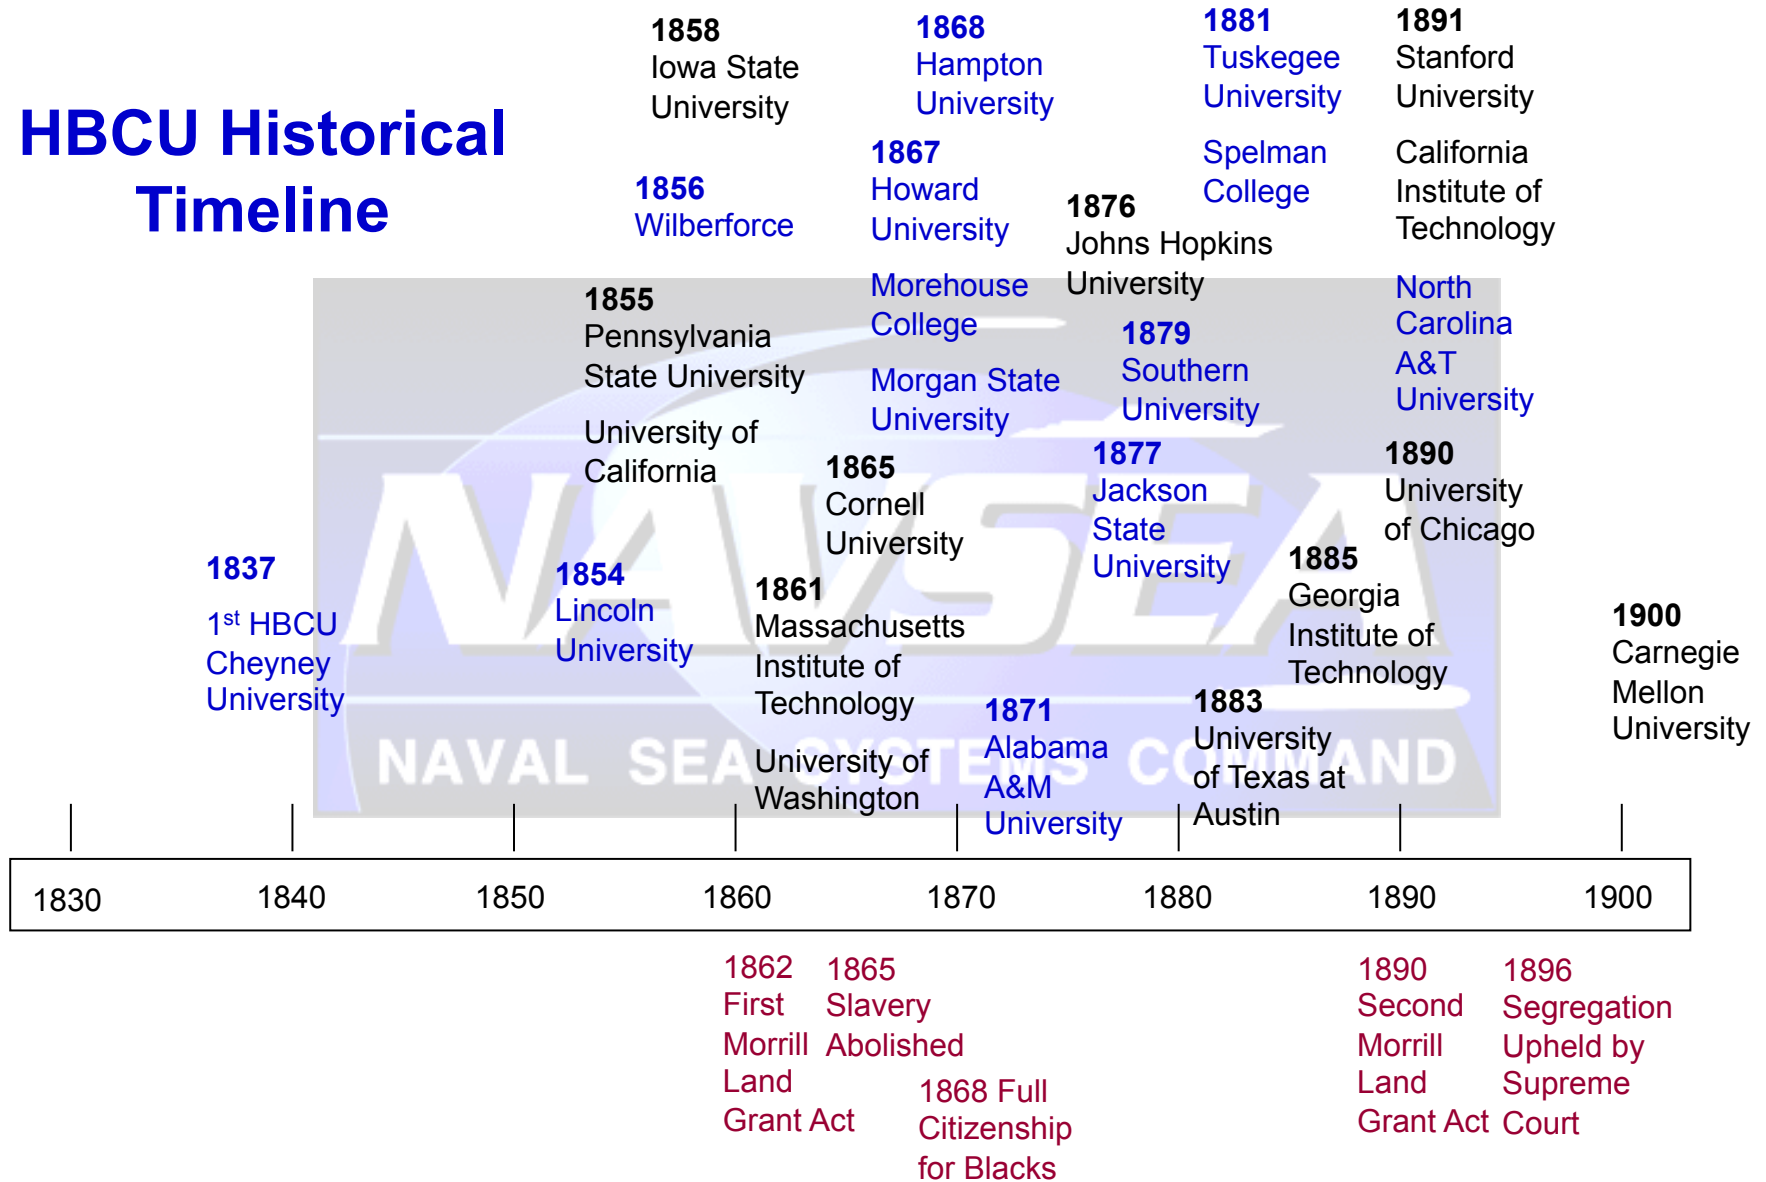 HBCU Historical
Timeline
1858
Iowa State
University
1868
Hampton
University
1881
Tuskegee
University
Spelman
College
1891
Stanford
University
California
Institute of
Technology
North
Carolina
A&T
University
1856
Wilberforce
1867
Howard
University
Morehouse
College
Morgan State
University
1876
Johns Hopkins
University
1855
Pennsylvania
State University
University of
California
1879
Southern
University
1865
Cornell
University
1877
Jackson
State
University
1890
University
of Chicago
1837
1st HBCU
Cheyney
University
1854
Lincoln
University
1861
Massachusetts
Institute of
Technology
University of
Washington
1885
Georgia
Institute of
Technology
1900
Carnegie
Mellon
University
1871
Alabama
A&M
University
1883
University
of Texas at
Austin
NAVSEA
NAVAL SEA SYSTEMS COMMAND
1830 1840 1850 1860 1870 1880 1890 1900
1862
First
Morrill
Land
Grant Act
1865
Slavery
Abolished
1868 Full
Citizenship
for Blacks
1890
Second
Morrill
Land
Grant Act
1896
Segregation
Upheld by
Supreme
Court